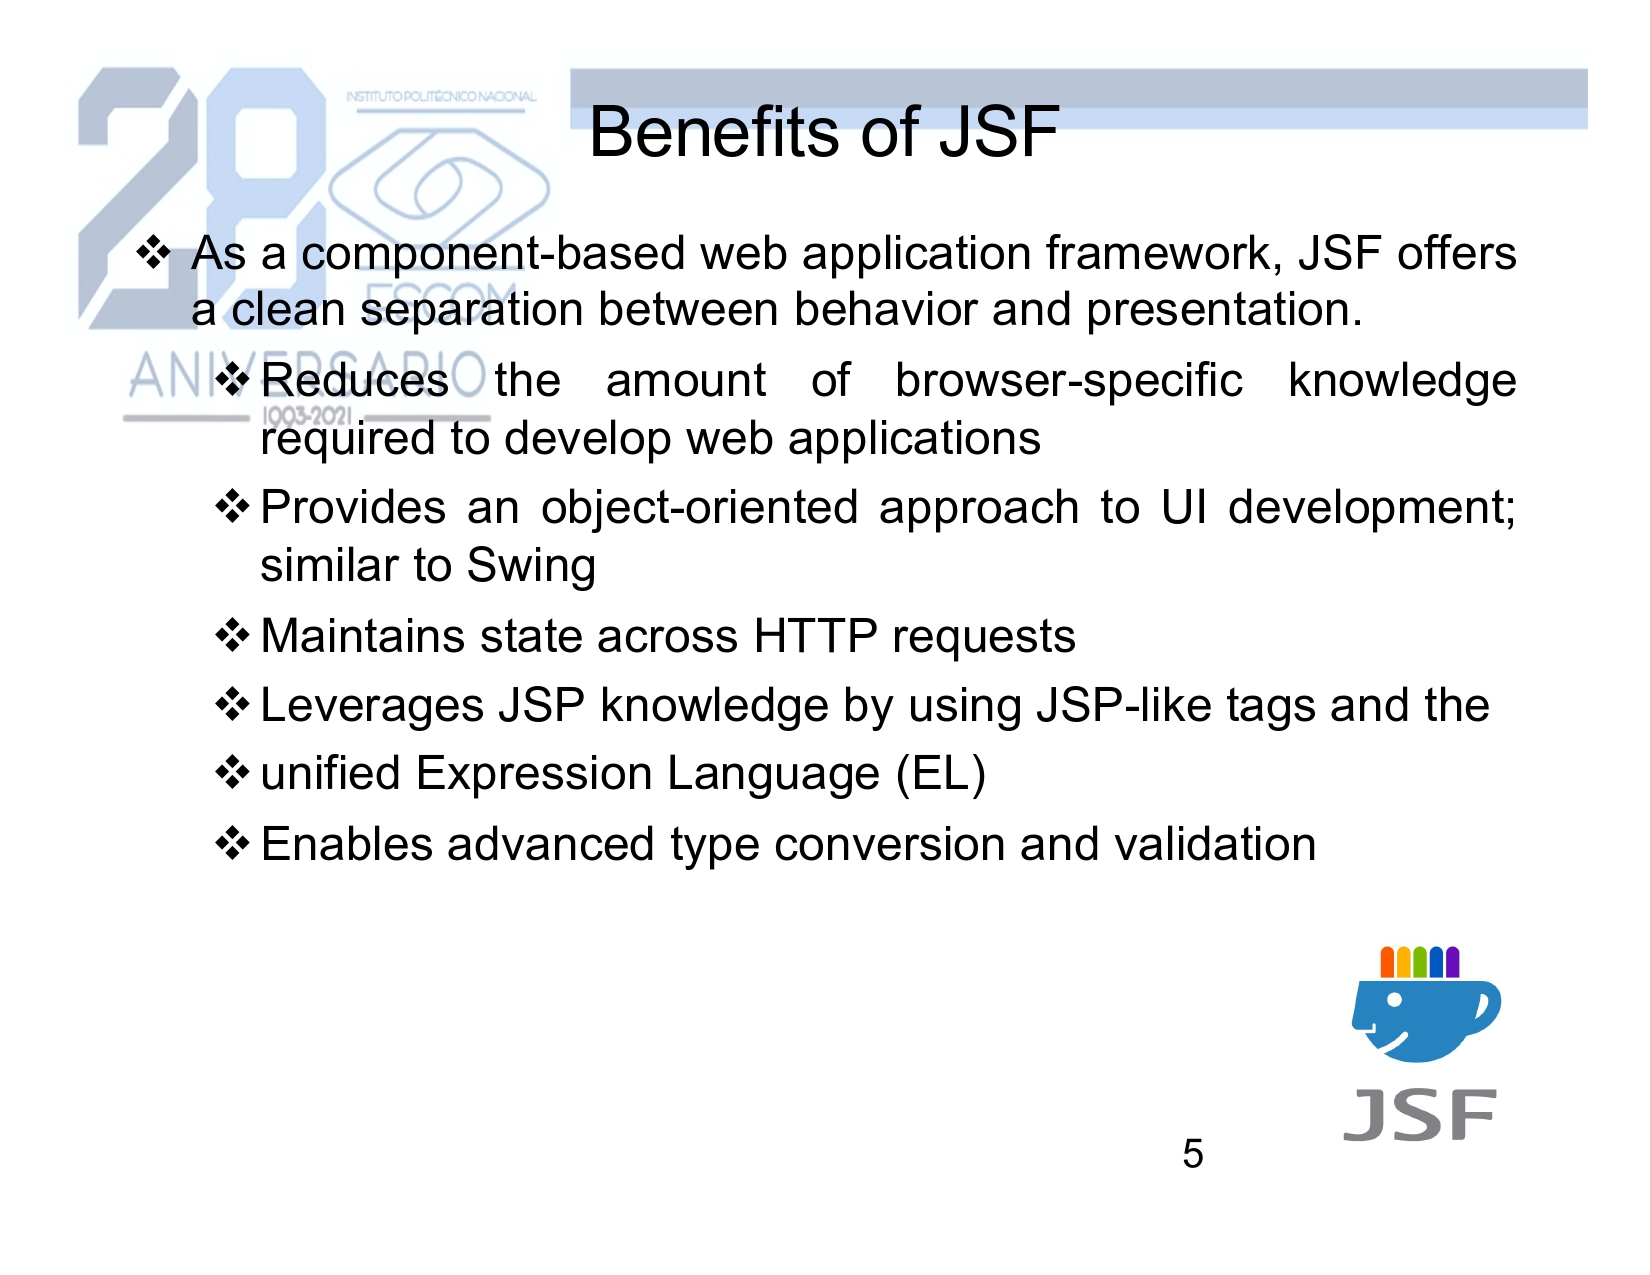 INSTITUTO POLITÉCNICO NACIONAL
Benefits of JSF
28
❖ As a component-based web application framework, JSF offers
a clean separation between behavior and presentation.
ESCOM
ANIVERSARIO
1993-2021
❖ Reduces the amount of browser-specific knowledge
required to develop web applications
❖ Provides an object-oriented approach to UI development;
similar to Swing
❖ Maintains state across HTTP requests
❖ Leverages JSP knowledge by using JSP-like tags and the
❖ unified Expression Language (EL)
❖ Enables advanced type conversion and validation
JSF
5